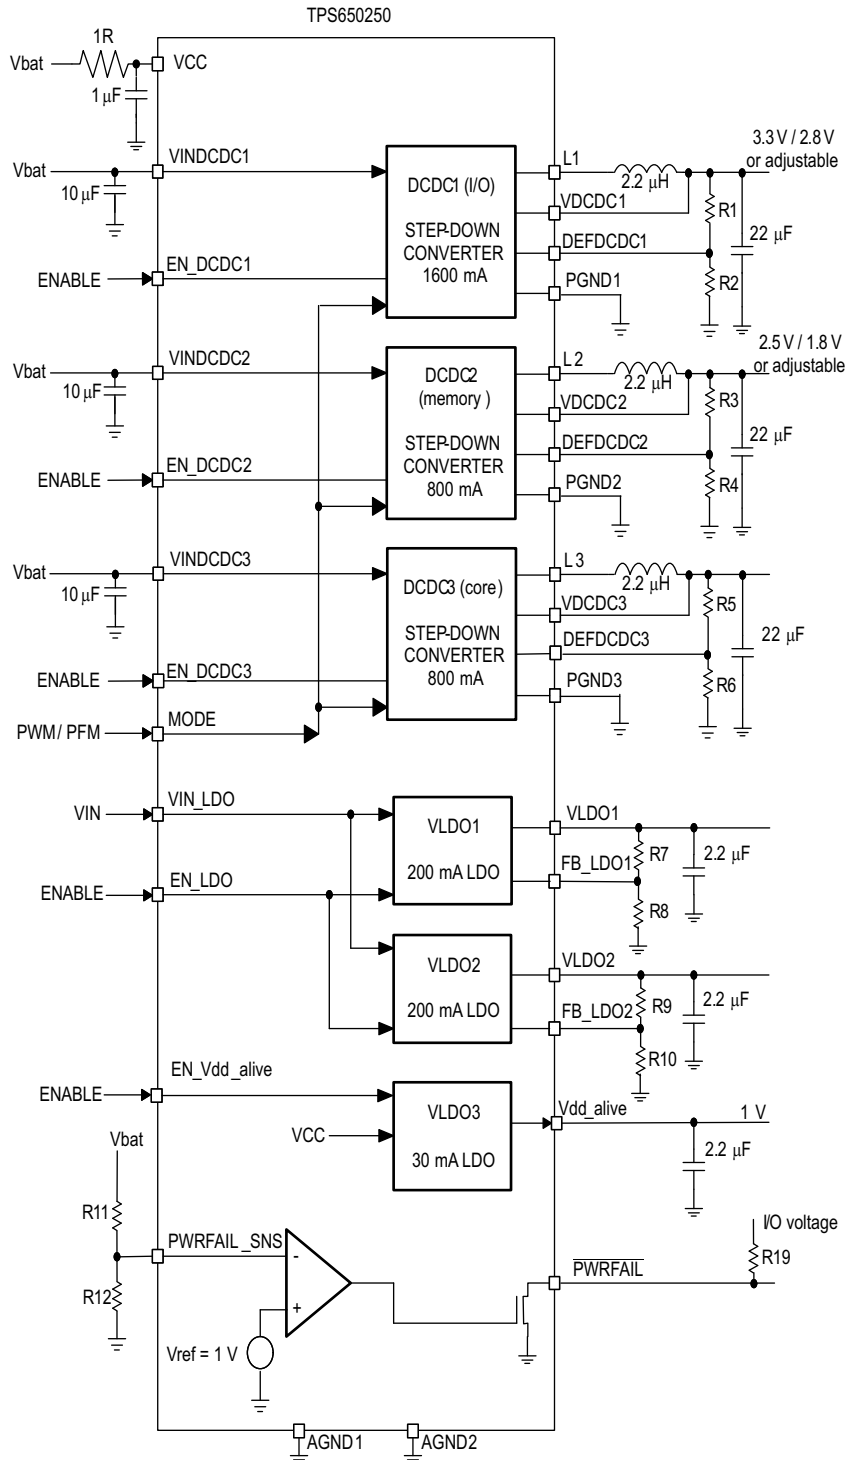 TPS650250
1R
Vbat
VCC
1 μF
3.3 V / 2.8 V
or adjustable
Vbat
VINDCDC1
L1
2.2 μH
10 μF
DCDC1 (I/O)
STEP-DOWN
CONVERTER
1600 mA
VDCDC1
R1
22 μF
DEFDCDC1
ENABLE
EN_DCDC1
R2
PGND1
2.5 V / 1.8 V
or adjustable
Vbat
VINDCDC2
L2
2.2 μH
10 μF
DCDC2
(memory )
STEP-DOWN
CONVERTER
800 mA
VDCDC2
R3
22 μF
DEFDCDC2
ENABLE
EN_DCDC2
R4
PGND2
Vbat
VINDCDC3
L3
2.2 μH
10 μF
DCDC3 (core)
STEP-DOWN
CONVERTER
800 mA
VDCDC3
R5
22 μF
DEFDCDC3
ENABLE
EN_DCDC3
R6
PGND3
PWM/ PFM
MODE
VIN
VIN_LDO
VLDO1
200 mA LDO
VLDO1
R7
2.2 μF
FB_LDO1
ENABLE
EN_LDO
R8
VLDO2
200 mA LDO
VLDO2
R9
2.2 μF
FB_LDO2
R10
ENABLE
EN_Vdd_alive
VLDO3
30 mA LDO
Vdd_alive
1 V
VCC
2.2 μF
Vbat
R11
PWRFAIL_SNS
-
+
R12
Vref = 1 V
PWRFAIL
I/O voltage
R19
AGND1
AGND2